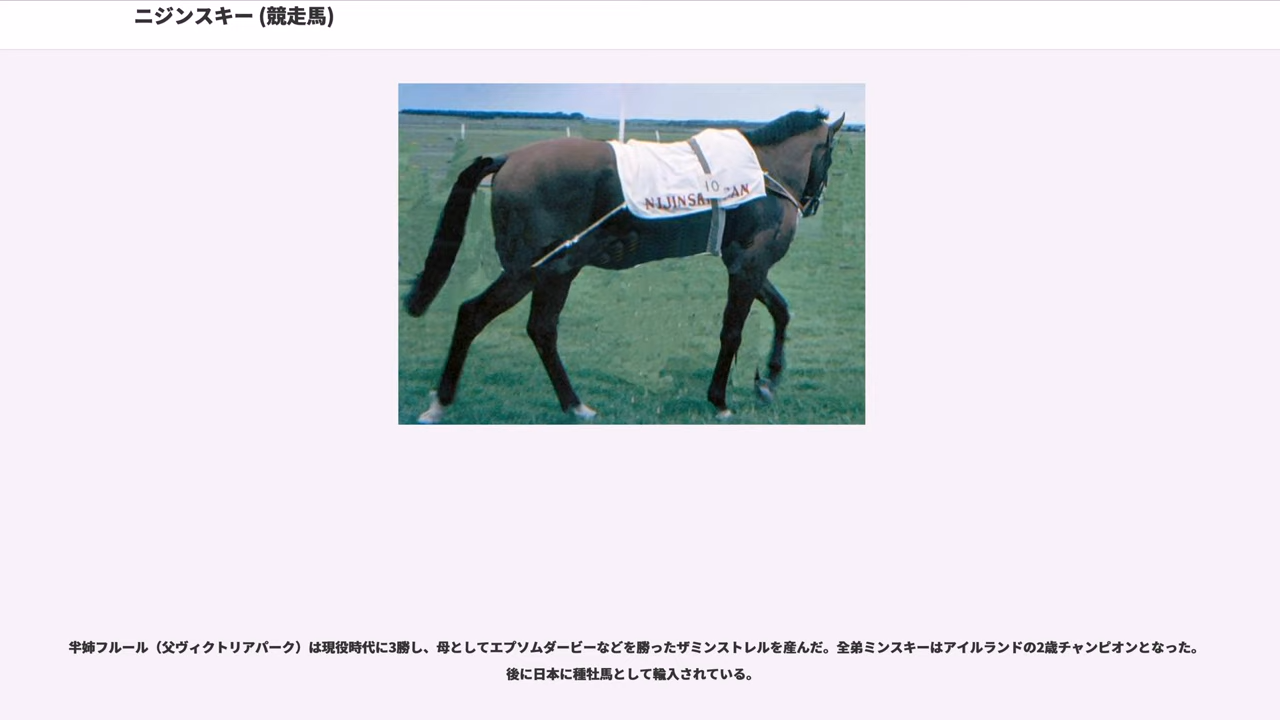 ニジンスキー (競走馬)
10
半姉フルール（父ヴィクトリアパーク）は現役時代に3勝し、母としてエプソムダービーなどを勝ったザミンストレルを産んだ。全弟ミンスキーはアイルランドの2歳チャンピオンとなった。
後に日本に種牡馬として輸入されている。